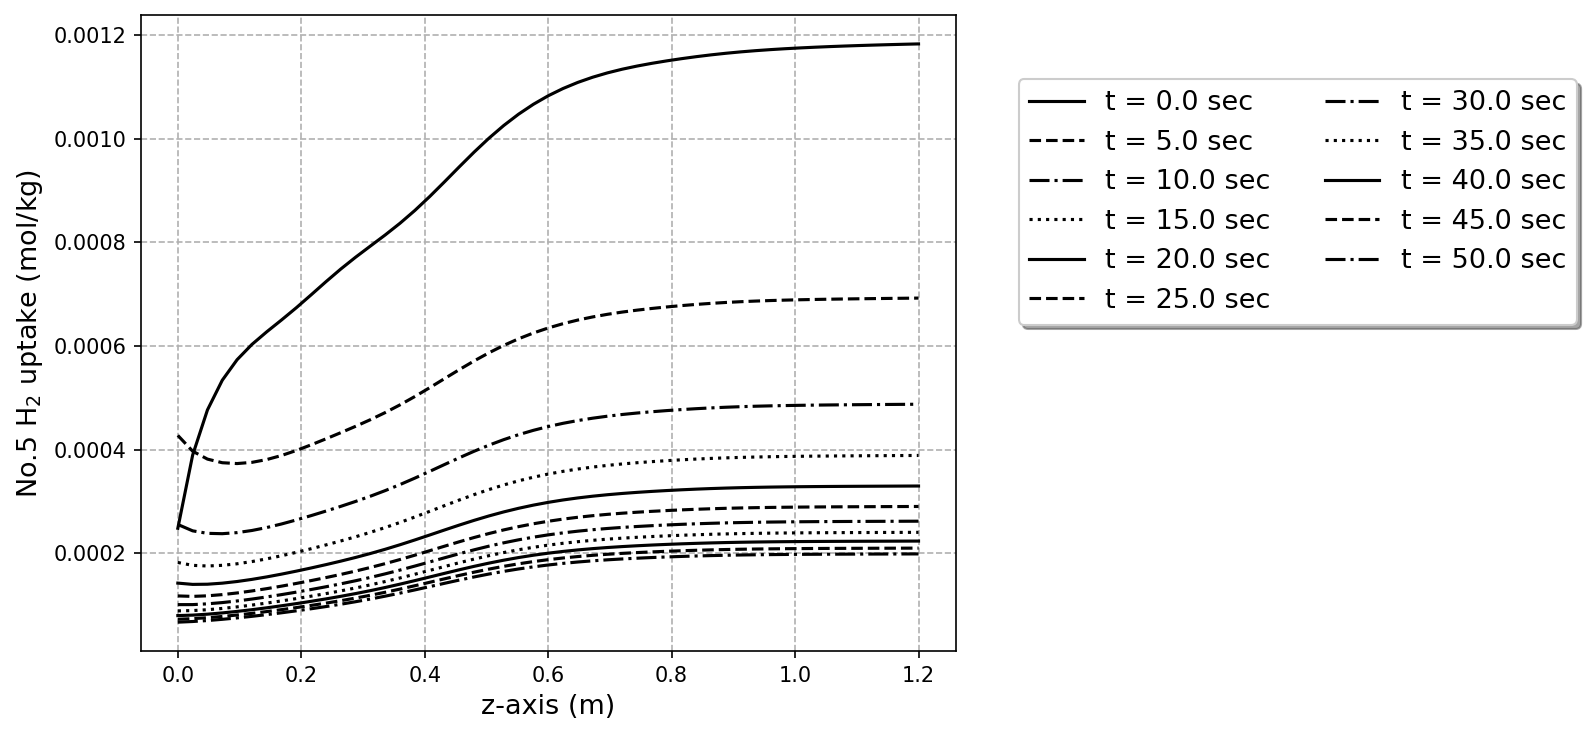 No.5 H₂ uptake (mol/kg)
0.0012
0.0010
0.0008
0.0006
0.0004
0.0002
0.0 0.2 0.4 0.6 0.8 1.0 1.2
z-axis (m)
t = 0.0 sec
t = 5.0 sec
t = 10.0 sec
t = 15.0 sec
t = 20.0 sec
t = 25.0 sec
t = 30.0 sec
t = 35.0 sec
t = 40.0 sec
t = 45.0 sec
t = 50.0 sec